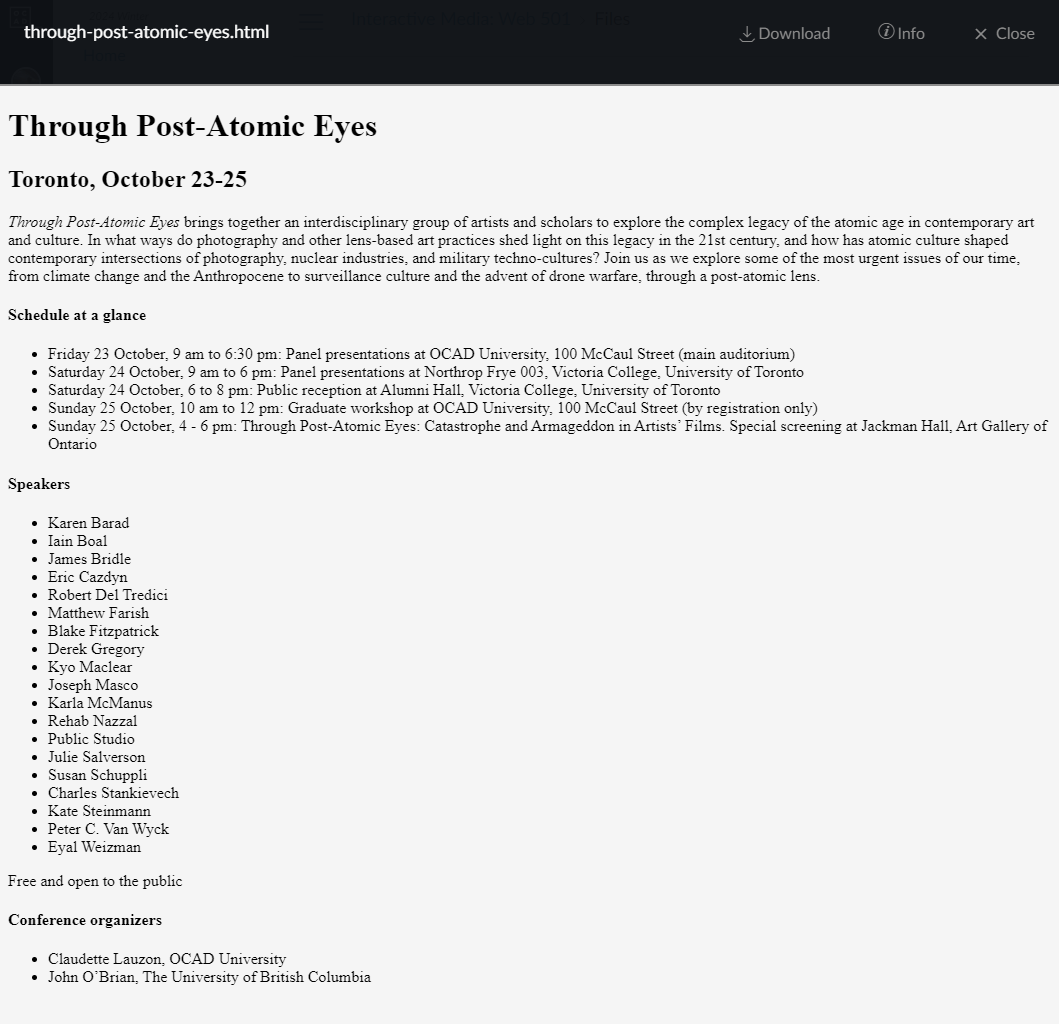 Interactive Media: Web 501 Files
through-post-atomic-eyes.html
Download
Info
Close
Home
Through Post-Atomic Eyes
Toronto, October 23-25
Through Post-Atomic Eyes brings together an interdisciplinary group of artists and scholars to explore the complex legacy of the atomic age in contemporary art
and culture. In what ways do photography and other lens-based art practices shed light on this legacy in the 21st century, and how has atomic culture shaped
contemporary intersections of photography, nuclear industries, and military techno-cultures? Join us as we explore some of the most urgent issues of our time,
from climate change and the Anthropocene to surveillance culture and the advent of drone warfare, through a post-atomic lens.
Schedule at a glance
• Friday 23 October, 9 am to 6:30 pm: Panel presentations at OCAD University, 100 McCaul Street (main auditorium)
• Saturday 24 October, 9 am to 6 pm: Panel presentations at Northrop Frye 003, Victoria College, University of Toronto
• Saturday 24 October, 6 to 8 pm: Public reception at Alumni Hall, Victoria College, University of Toronto
• Sunday 25 October, 10 am to 12 pm: Graduate workshop at OCAD University, 100 McCaul Street (by registration only)
• Sunday 25 October, 4 - 6 pm: Through Post-Atomic Eyes: Catastrophe and Armageddon in Artists’ Films. Special screening at Jackman Hall, Art Gallery of
Ontario
Speakers
• Karen Barad
• Iain Boal
• James Bridle
• Eric Cazdyn
• Robert Del Tredici
• Matthew Farish
• Blake Fitzpatrick
• Derek Gregory
• Kyo Maclear
• Joseph Masco
• Karla McManus
• Rehab Nazzal
• Public Studio
• Julie Salverson
• Susan Schuppli
• Charles Stankievech
• Kate Steinmann
• Peter C. Van Wyck
• Eyal Weizman
Free and open to the public
Conference organizers
• Claudette Lauzon, OCAD University
• John O’Brian, The University of British Columbia